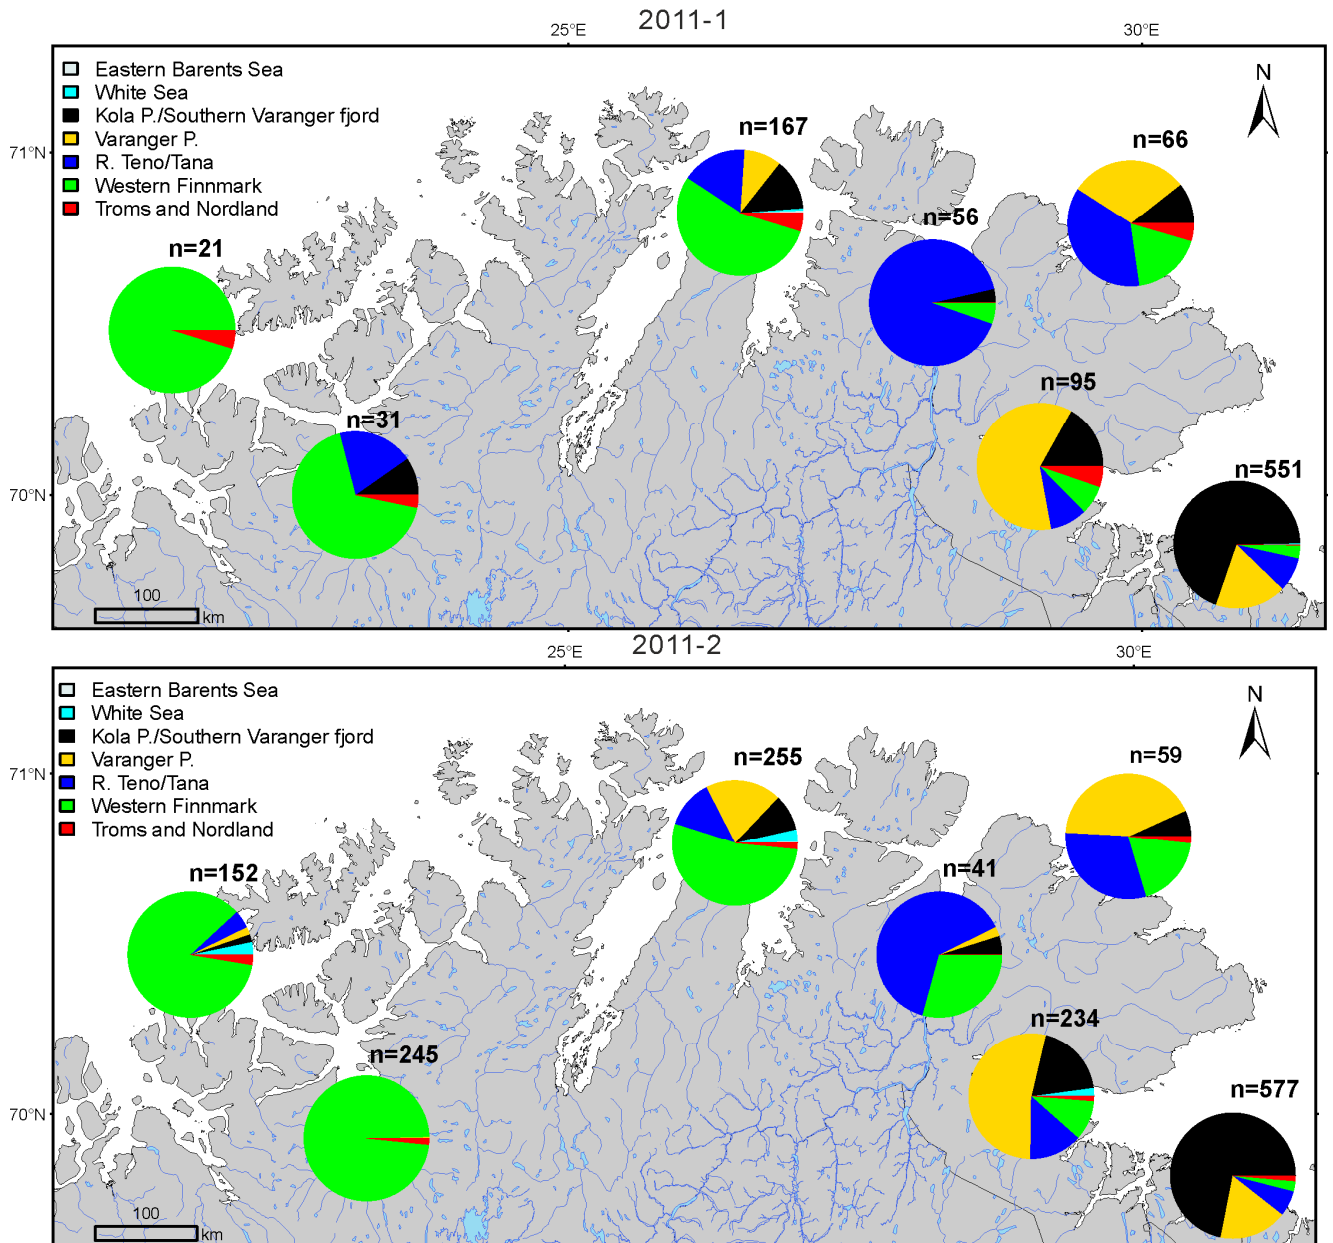 2011-1
25°E
30°E
Eastern Barents Sea
White Sea
Kola P./Southern Varanger fjord
Varanger P.
R. Teno/Tana
Western Finnmark
Troms and Nordland
N
71°N
70°N
n=167
n=66
n=56
n=21
n=95
n=31
n=551
100
km
2011-2
25°E
30°E
Eastern Barents Sea
White Sea
Kola P./Southern Varanger fjord
Varanger P.
R. Teno/Tana
Western Finnmark
Troms and Nordland
N
71°N
70°N
n=255
n=59
n=152
n=41
n=234
n=245
n=577
100
km